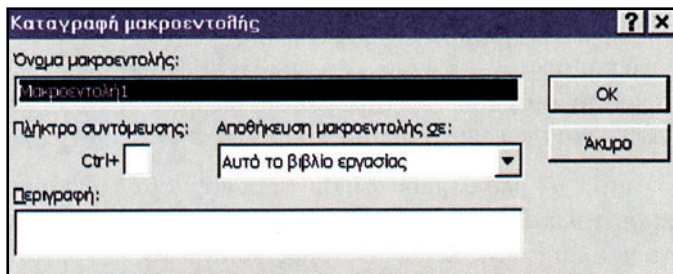 Καταγραφή μακροεντολής
Όνομα μακροεντολής:
Μακροεντολή1
OK
Πλήκτρο συντόμευσης:
Αποθήκευση μακροεντολής σε:
Ctrl+
Αυτό το βιβλίο εργασίας
Άκυρο
Περιγραφή: